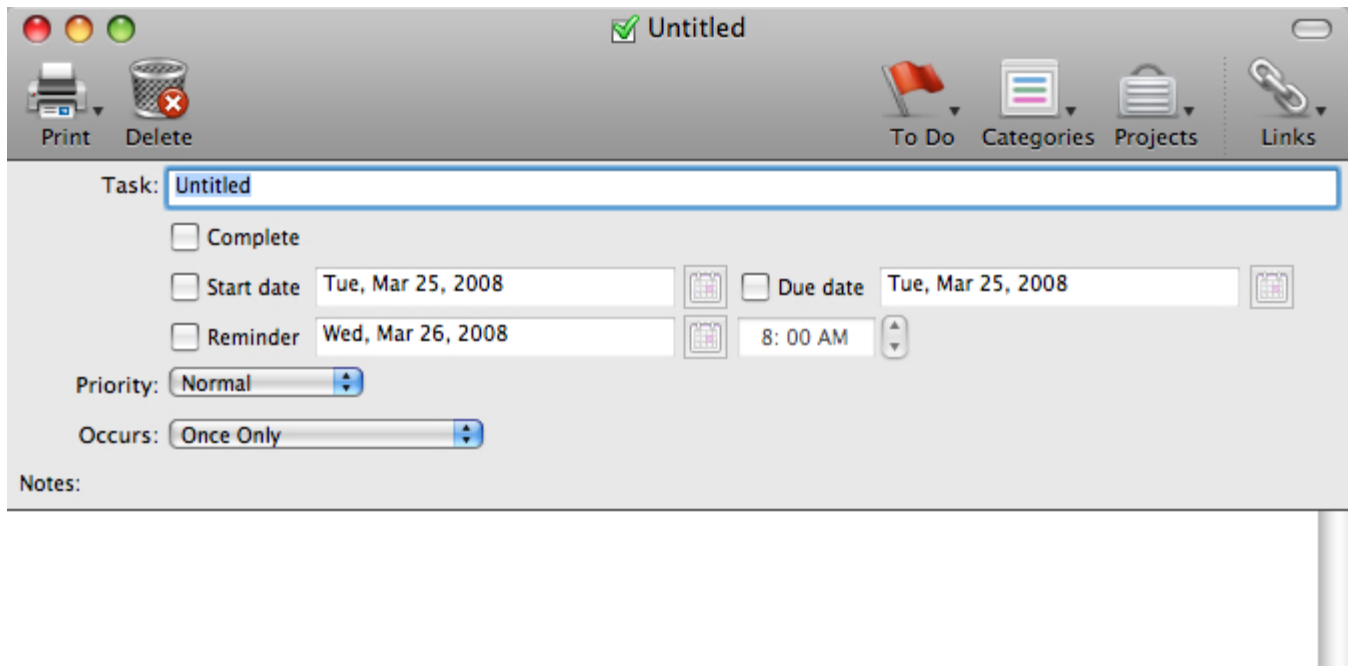 Untitled
Print Delete To Do Categories Projects Links
Task: Untitled
Complete
Start date Tue, Mar 25, 2008 Due date Tue, Mar 25, 2008
Reminder Wed, Mar 26, 2008 8: 00 AM
Priority: Normal
Occurs: Once Only
Notes: